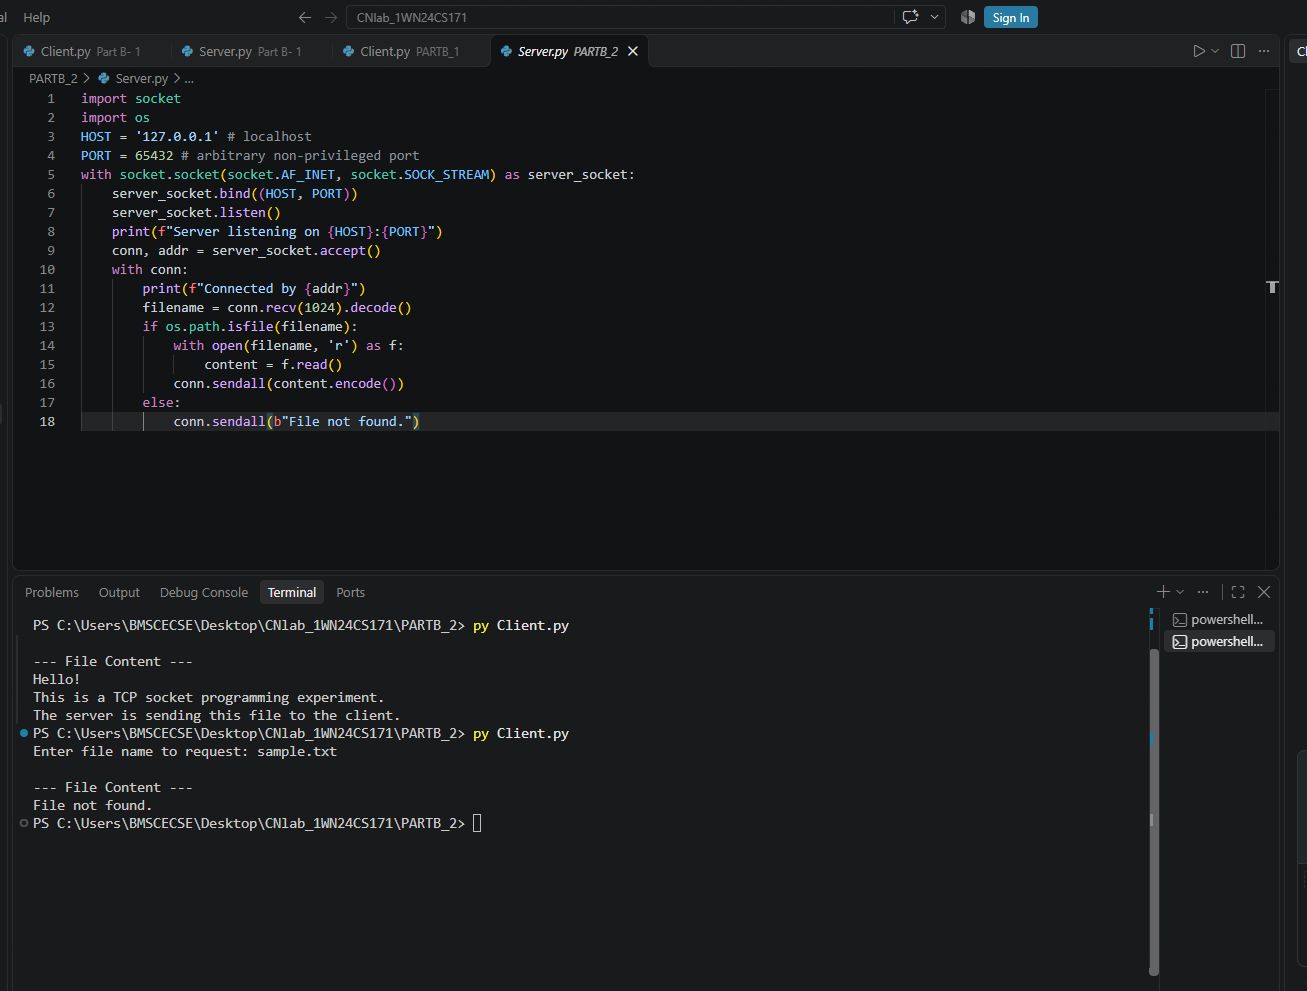 Help
CNlab_1WN24CS171
Sign In
Client.py Part B- 1
Server.py Part B- 1
Client.py PARTB_1
Server.py PARTB_2
PARTB_2 > Server.py > ...
1 import socket
2 import os
3 HOST = '127.0.0.1' # localhost
4 PORT = 65432 # arbitrary non-privileged port
5 with socket.socket(socket.AF_INET, socket.SOCK_STREAM) as server_socket:
6     server_socket.bind((HOST, PORT))
7     server_socket.listen()
8     print(f"Server listening on {HOST}:{PORT}")
9     conn, addr = server_socket.accept()
10     with conn:
11         print(f"Connected by {addr}")
12         filename = conn.recv(1024).decode()
13         if os.path.isfile(filename):
14             with open(filename, 'r') as f:
15                 content = f.read()
16             conn.sendall(content.encode())
17         else:
18             conn.sendall(b"File not found.")
Problems Output Debug Console Terminal Ports
powershell...
powershell...
PS C:\Users\BMSCECSE\Desktop\CNlab_1WN24CS171\PARTB_2> py Client.py
--- File Content ---
Hello!
This is a TCP socket programming experiment.
The server is sending this file to the client.
PS C:\Users\BMSCECSE\Desktop\CNlab_1WN24CS171\PARTB_2> py Client.py
Enter file name to request: sample.txt
--- File Content ---
File not found.
PS C:\Users\BMSCECSE\Desktop\CNlab_1WN24CS171\PARTB_2>